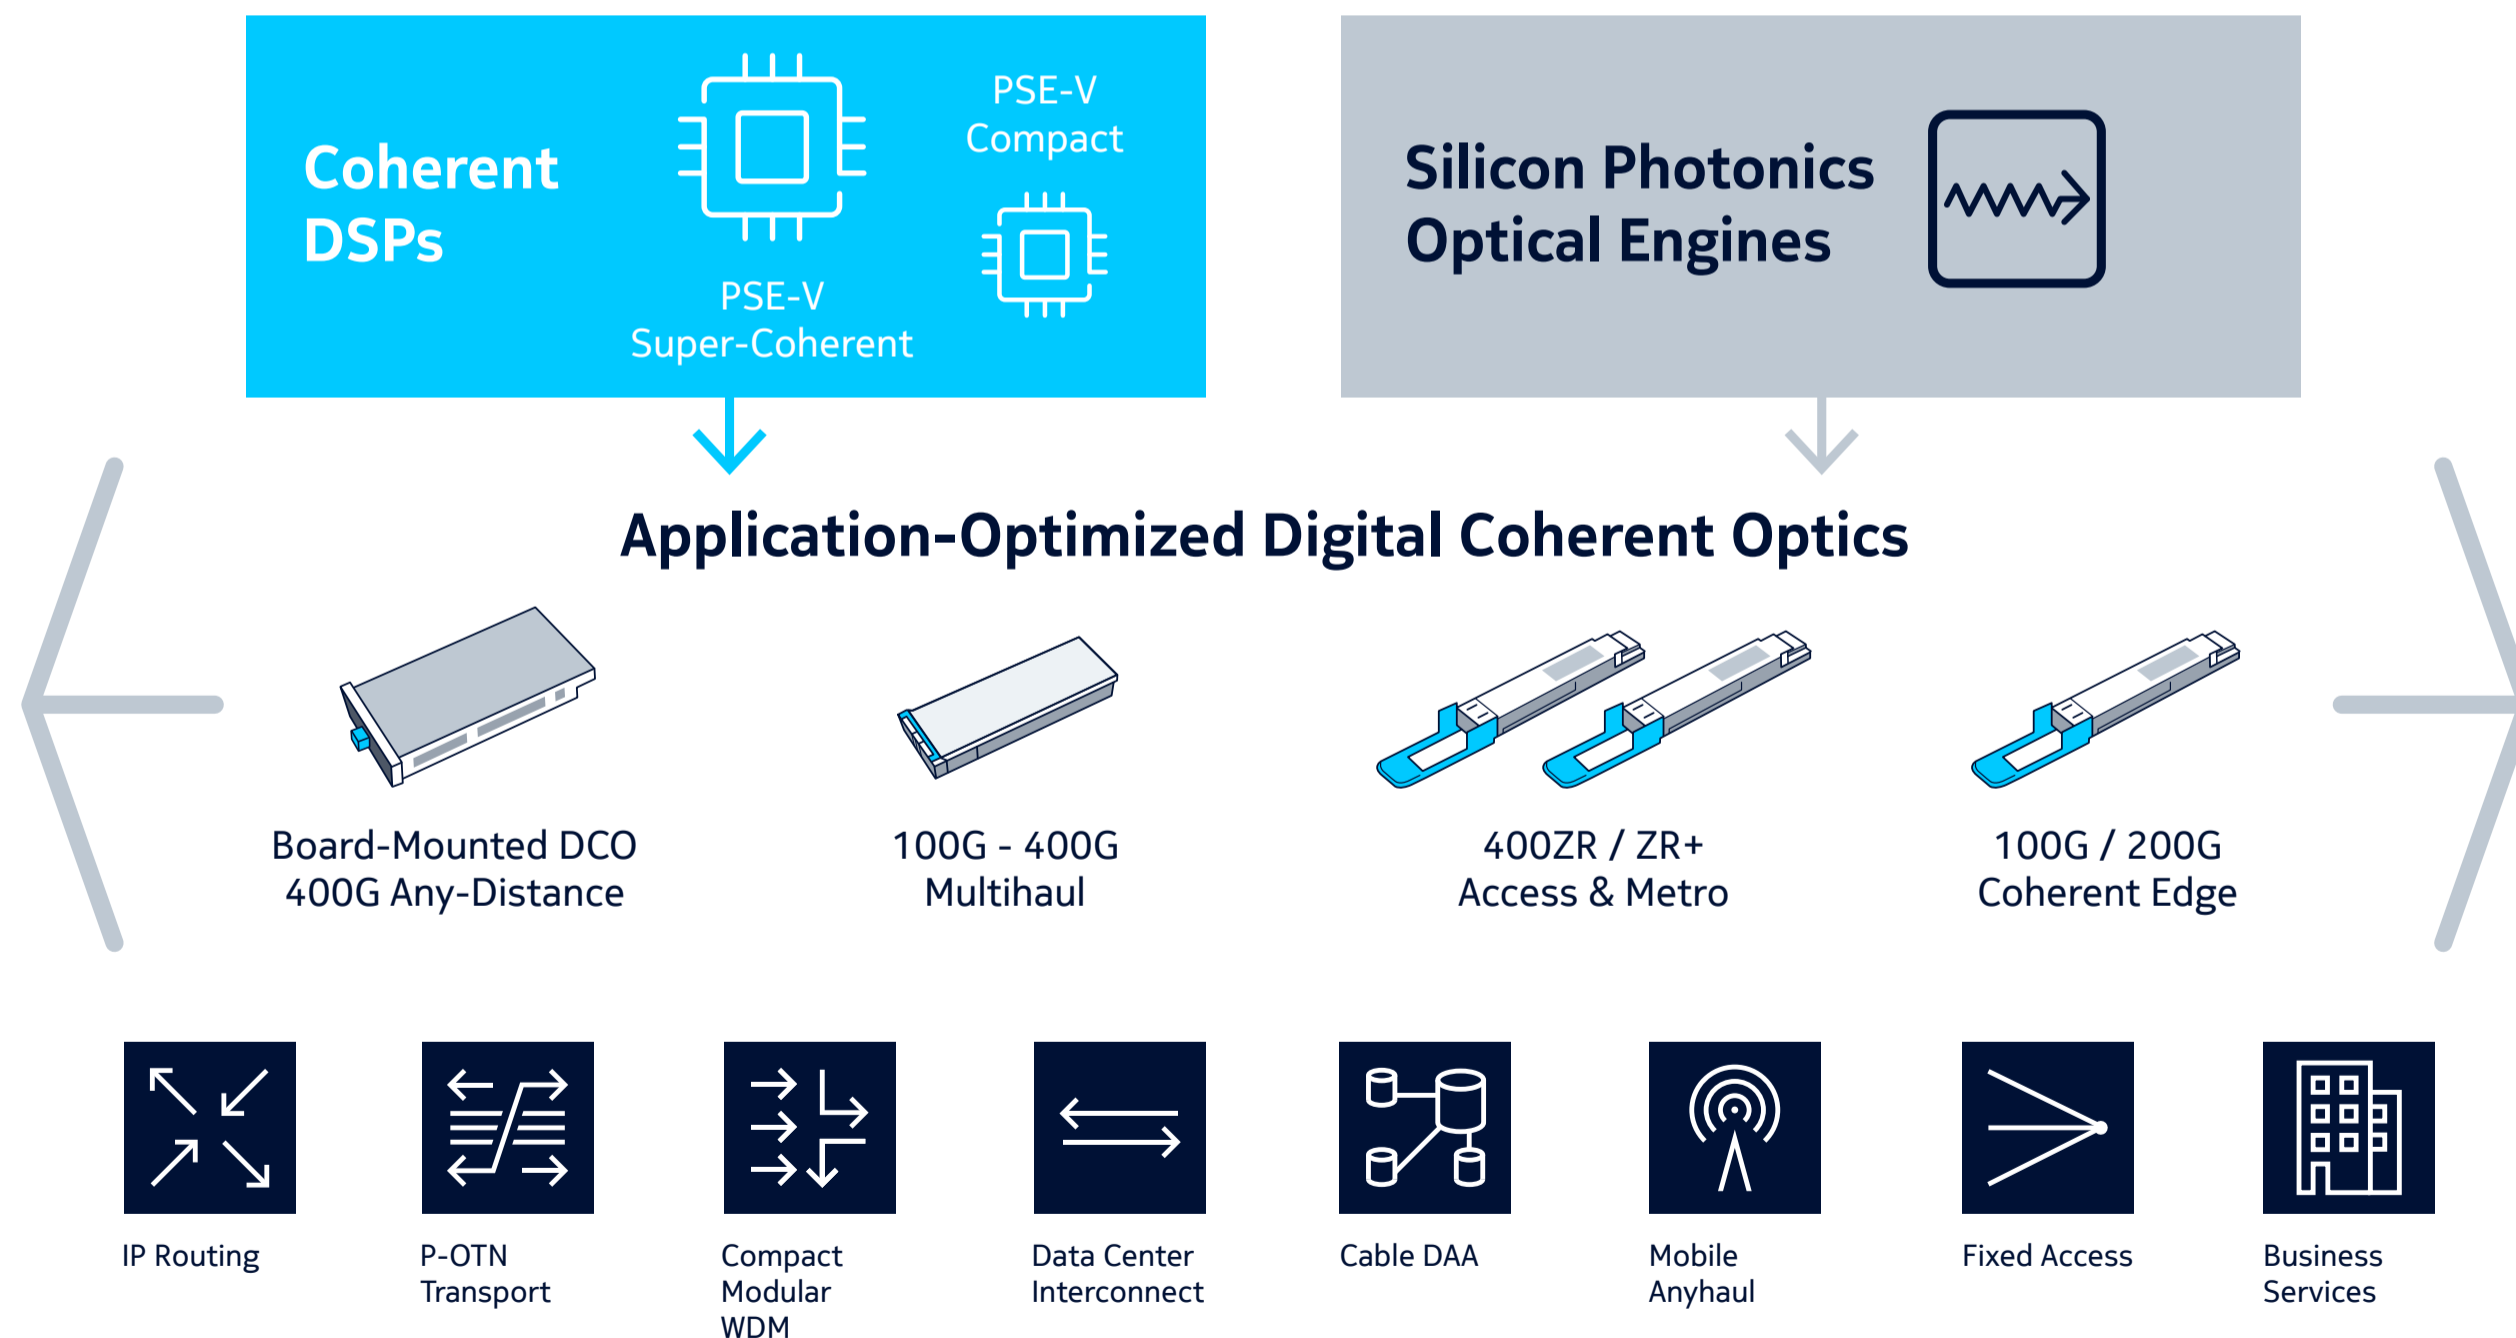 Coherent
DSPs
PSE-V
Super-Coherent
PSE-V
Compact
Silicon Photonics
Optical Engines
Application-Optimized Digital Coherent Optics
Board-Mounted DCO
400G Any-Distance
100G - 400G
Multihaul
400ZR / ZR+
Access & Metro
100G / 200G
Coherent Edge
IP Routing
P-OTN
Transport
Compact
Modular
WDM
Data Center
Interconnect
Cable DAA
Mobile
Anyhaul
Fixed Access
Business
Services